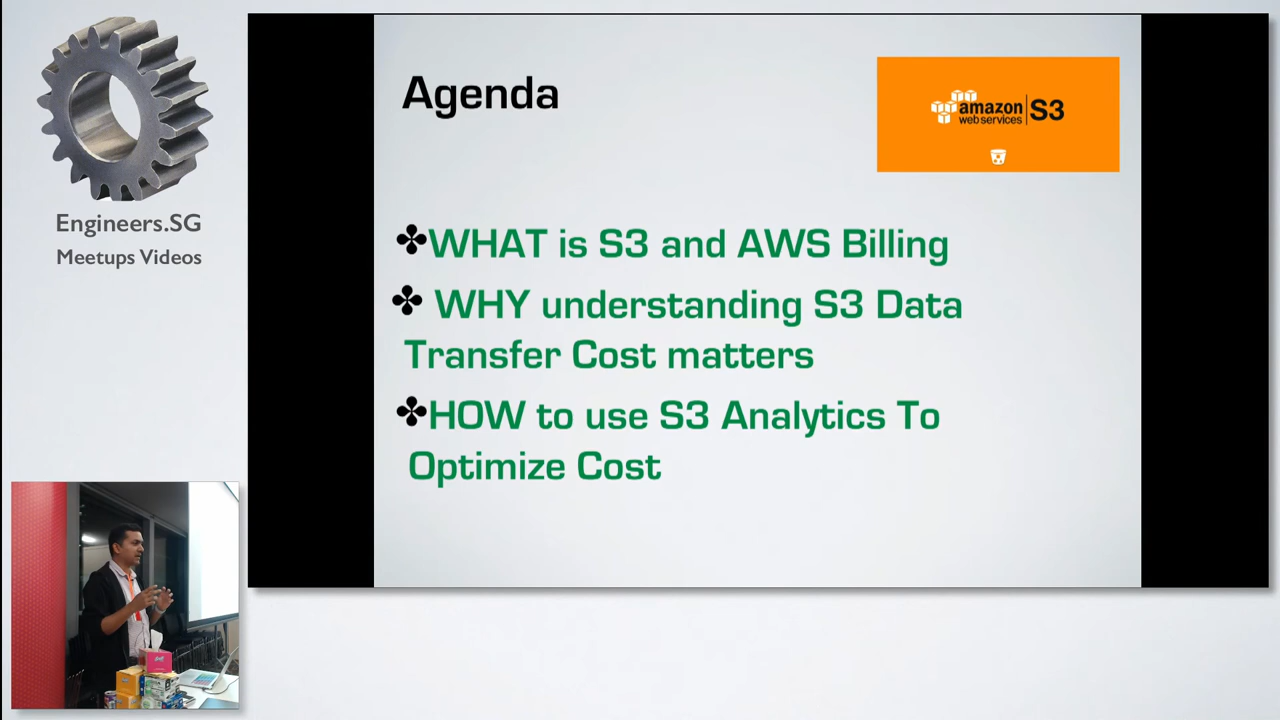 Engineers.SG
Meetups Videos
Agenda
amazon
web services
S3
✤WHAT is S3 and AWS Billing
✤ WHY understanding S3 Data
Transfer Cost matters
✤HOW to use S3 Analytics To
Optimize Cost